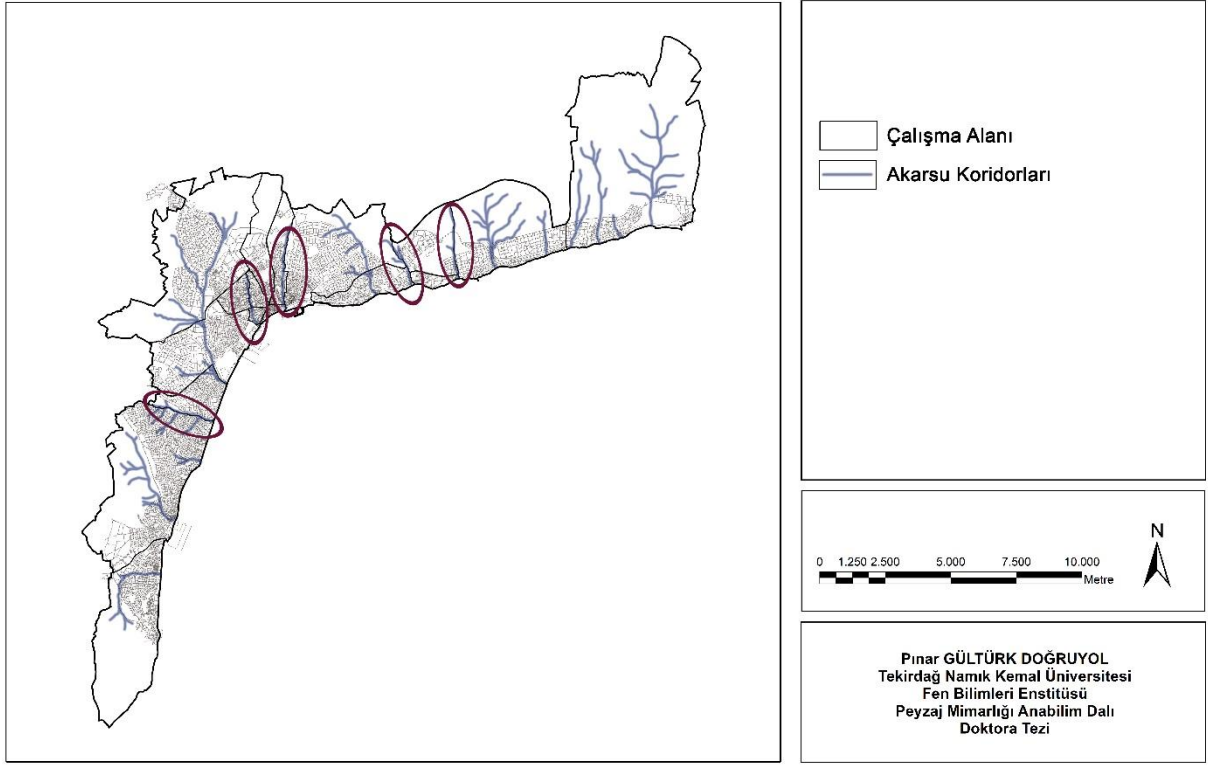 Çalışma Alanı
Akarsu Koridorları
N
0 1.250 2.500 5.000 7.500 10.000
Metre
Pınar GÜLTÜRK DOĞRUYOL
Tekirdağ Namık Kemal Üniversitesi
Fen Bilimleri Enstitüsü
Peyzaj Mimarlığı Anabilim Dalı
Doktora Tezi